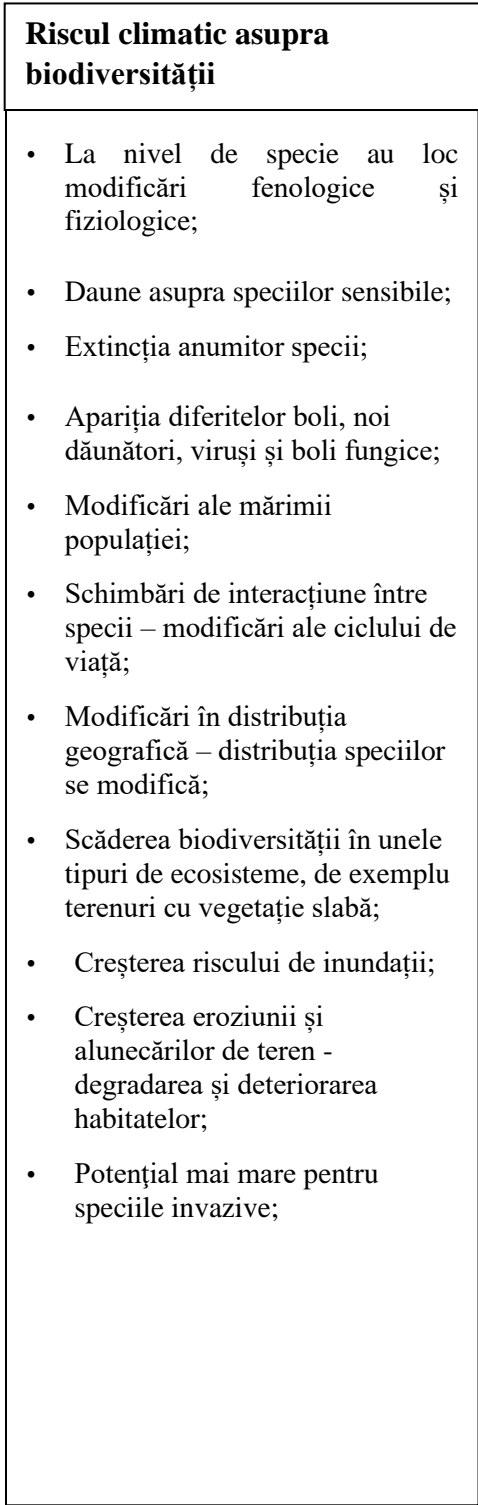 Riscul climatic asupra
biodiversității
• La nivel de specie au loc
modificări fenologice și
fiziologice;
• Daune asupra speciilor sensibile;
• Extincția anumitor specii;
• Apariția diferitelor boli, noi
dăunători, viruși și boli fungice;
• Modificări ale mărimii
populației;
• Schimbări de interacțiune între
specii – modificări ale ciclului de
viață;
• Modificări în distribuția
geografică – distribuția speciilor
se modifică;
• Scăderea biodiversității în unele
tipuri de ecosisteme, de exemplu
terenuri cu vegetație slabă;
• Creșterea riscului de inundații;
• Creșterea eroziunii și
alunecărilor de teren -
degradarea și deteriorarea
habitatelor;
• Potenţial mai mare pentru
speciile invazive;